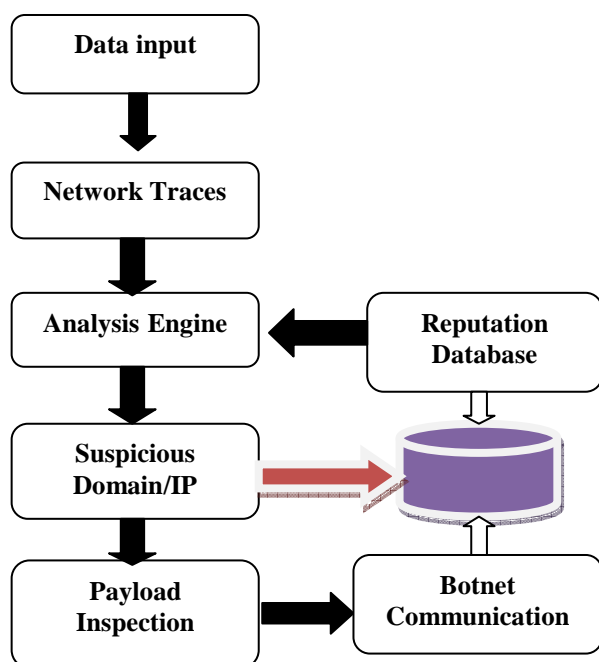 Data input
Network Traces
Analysis Engine
Reputation
Database
Suspicious
Domain/IP
Payload
Inspection
Botnet
Communication